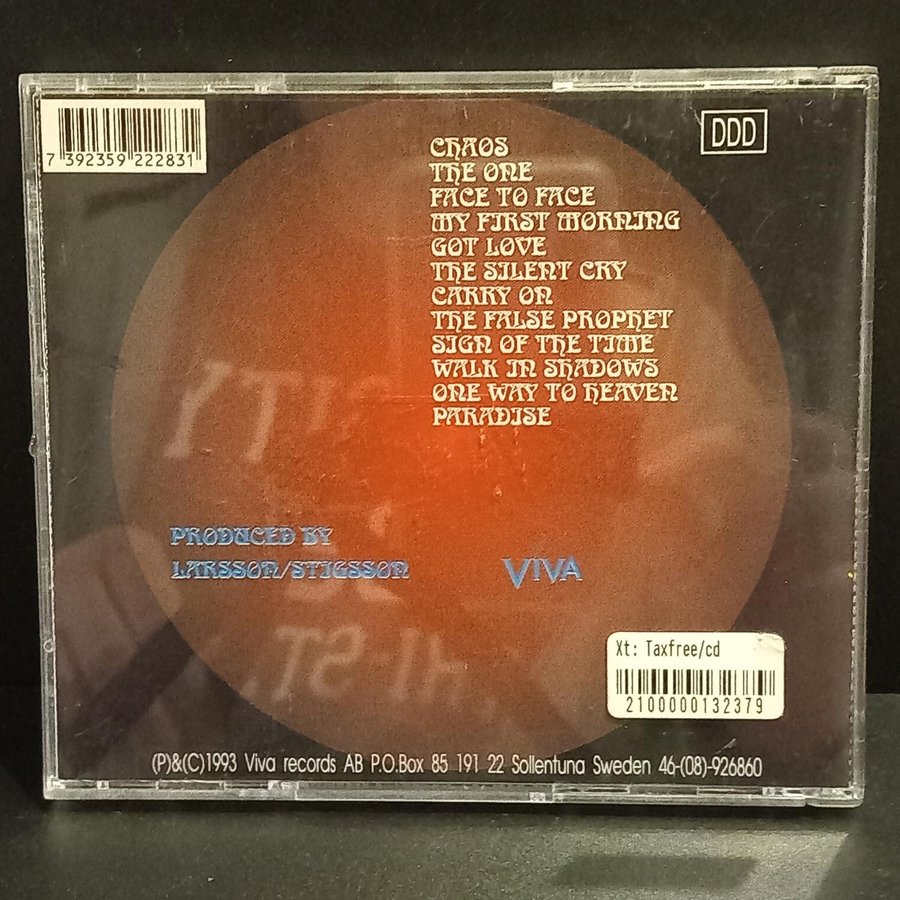 7 392359 222831
DDD
CHAOS
THE ONE
FACE TO FACE
MY FIRST MORNING
GOT LOVE
THE SILENT CRY
CARRY ON
THE FALSE PROPHET
SIGN OF THE TIME
WALK IN SHADOWS
ONE WAY TO HEAVEN
PARADISE
PRODUCED BY
LARSSON/STIGSSON
VIVA
Xt: Taxfree/cd
2100000132379
(P)&(C)1993 Viva records AB P.O.Box 85 191 22 Sollentuna Sweden 46-(08)-926860